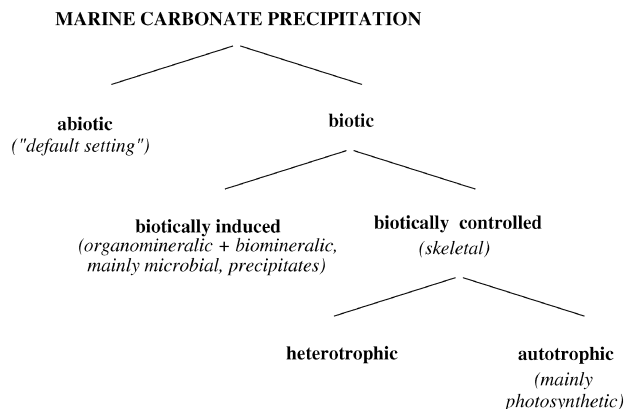 MARINE CARBONATE PRECIPITATION
abiotic
("default setting")
biotic
biotically induced
(organomineralic + biomineralic,
mainly microbial, precipitates)
biotically controlled
(skeletal)
heterotrophic
autotrophic
(mainly
photosynthetic)